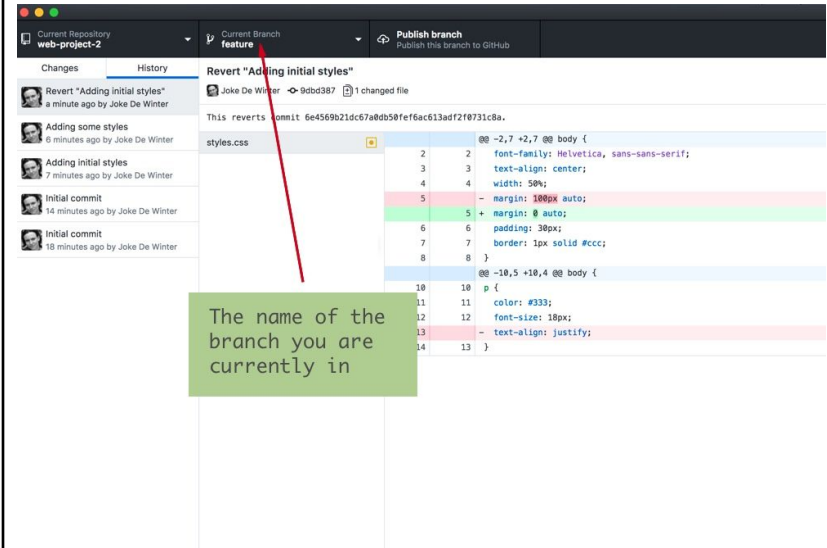 Current Repository
web-project-2
Current Branch
feature
Publish branch
Publish this branch to GitHub
Changes
History
Revert "Adding initial styles"
a minute ago by Joke De Winter
Adding some styles
6 minutes ago by Joke De Winter
Adding initial styles
7 minutes ago by Joke De Winter
Initial commit
14 minutes ago by Joke De Winter
Initial commit
18 minutes ago by Joke De Winter
Revert "Adding initial styles"
Joke De Winter 9dbd387 1 changed file
This reverts commit 6e4569b21dc67a0db50fef6ac613adf2f0731c8a.
styles.css
@@ -2,7 +2,7 @@ body {
2 2 font-family: Helvetica, sans-sans-serif;
3 3 text-align: center;
4 4 width: 50%;
5 - margin: 100px auto;
5 + margin: 0 auto;
6 6 padding: 30px;
7 7 border: 1px solid #ccc;
8 8 }
@@ -10,5 +10,4 @@ body {
10 10 p {
11 11 color: #333;
12 12 font-size: 18px;
13 - text-align: justify;
14 13 }
The name of the
branch you are
currently in